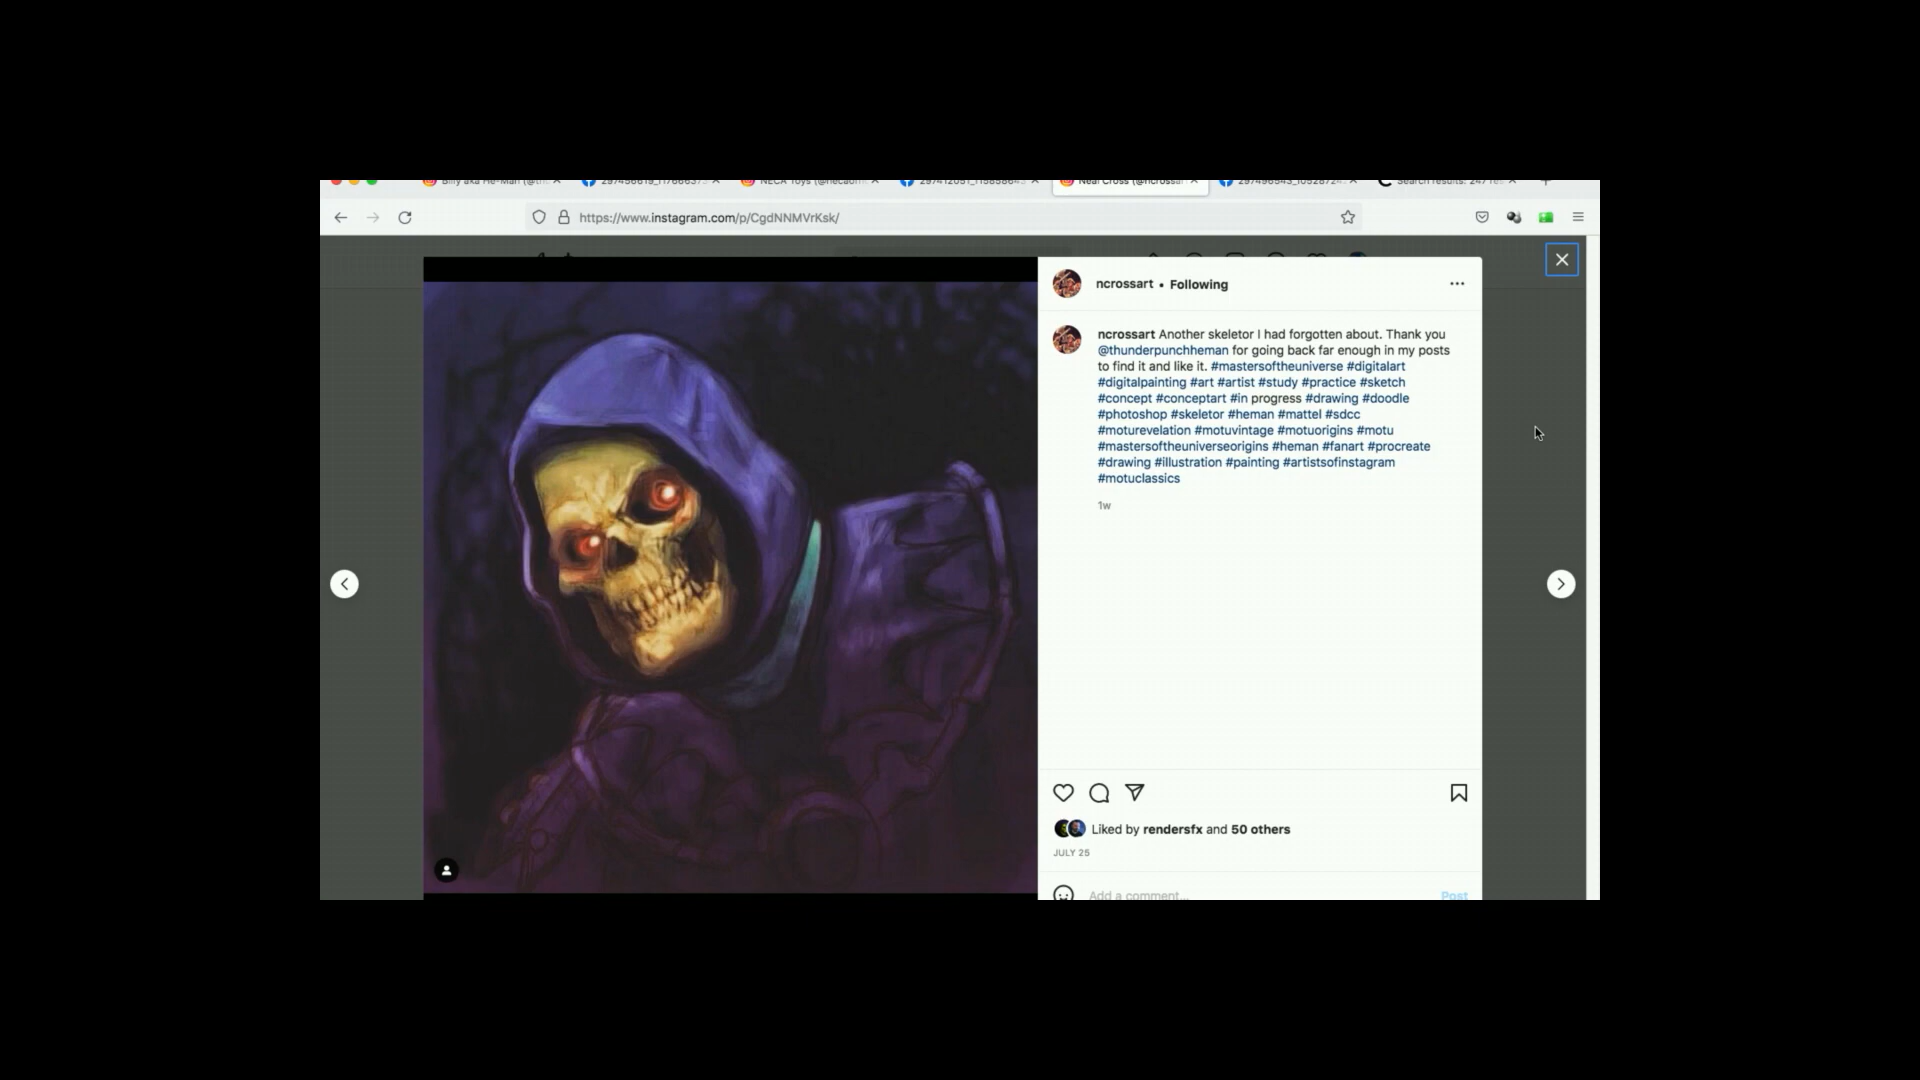 https://www.instagram.com/p/CgdNNMVrKsk/
ncrossart • Following
ncrossart Another skeletor I had forgotten about. Thank you
@thunderpunchheman for going back far enough in my posts
to find it and like it. #mastersoftheuniverse #digitalart
#digitalpainting #art #artist #study #practice #sketch
#concept #conceptart #in progress #drawing #doodle
#photoshop #skeletor #heman #mattel #sdcc
#moturevelation #motuvintage #motuorigins #motu
#mastersoftheuniverseorigins #heman #fanart #procreate
#drawing #illustration #painting #artistsofinstagram
#motuclassics
1w
Liked by rendersfx and 50 others
JULY 25
Add a comment...
Post